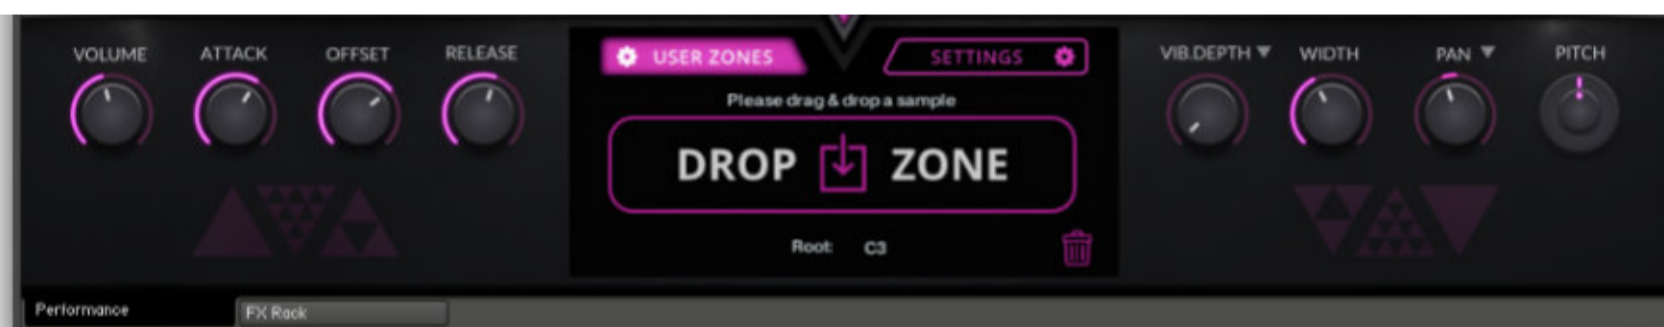 VOLUME ATTACK OFFSET RELEASE
USER ZONES SETTINGS
VIB.DEPTH WIDTH PAN PITCH
Please drag & drop a sample
DROP ZONE
Root: C3
Performance FX Rack